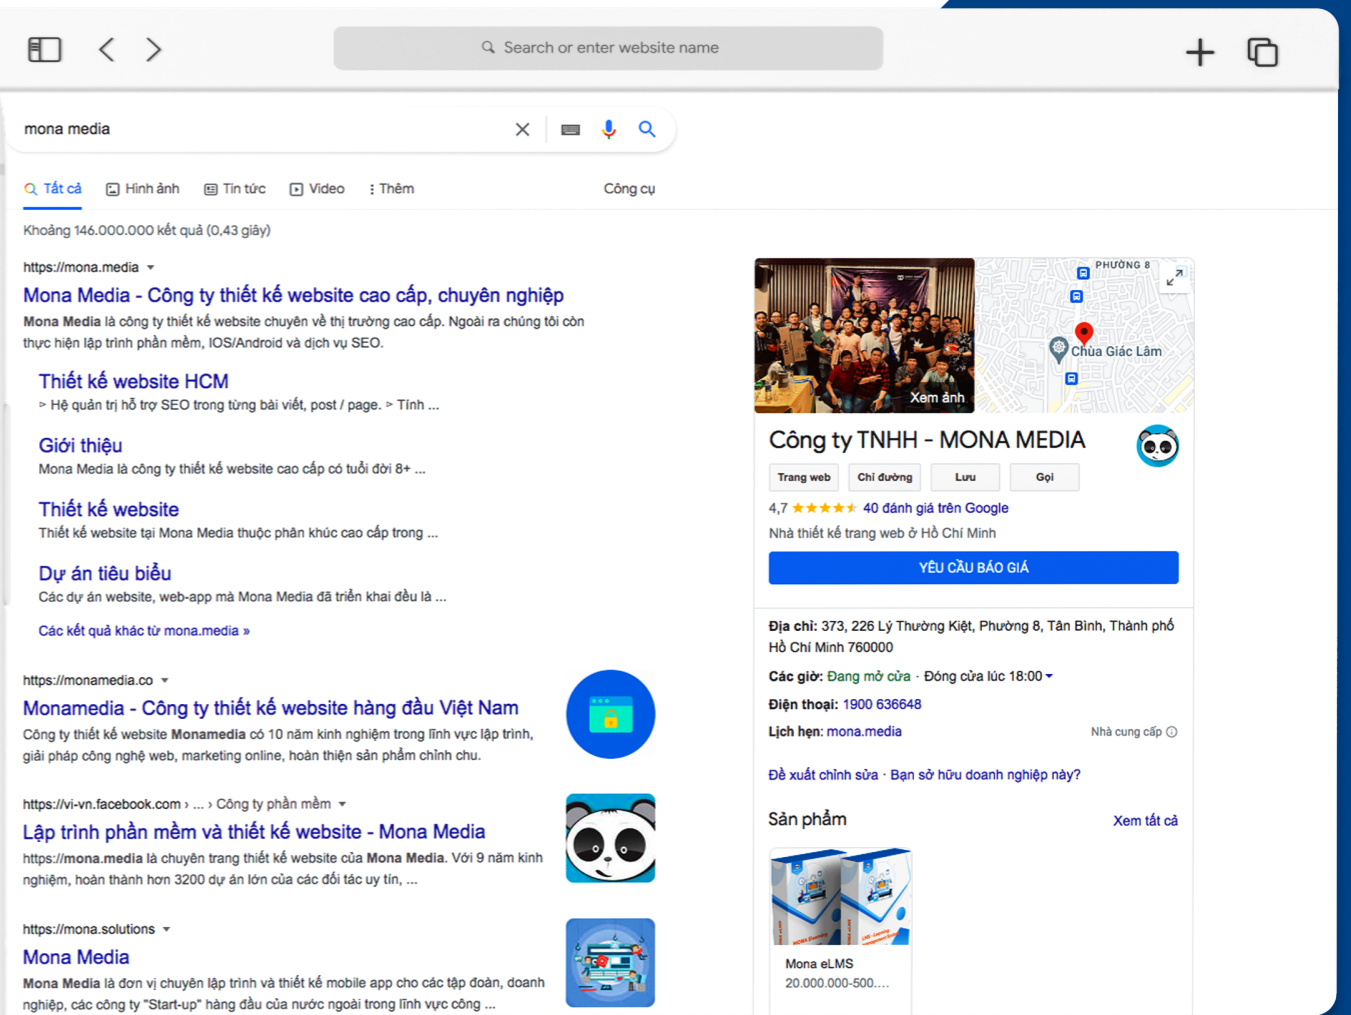 Search or enter website name
mona media
Tất cả
Hình ảnh
Tin tức
Video
Thêm
Công cụ
Khoảng 146.000.000 kết quả (0,43 giây)
https://mona.media
Mona Media - Công ty thiết kế website cao cấp, chuyên nghiệp
Mona Media là công ty thiết kế website chuyên về thị trường cao cấp. Ngoài ra chúng tôi còn
thực hiện lập trình phần mềm, IOS/Android và dịch vụ SEO.
Thiết kế website HCM
> Hệ quản trị hỗ trợ SEO trong từng bài viết, post / page. > Tính ...
Giới thiệu
Mona Media là công ty thiết kế website cao cấp có tuổi đời 8+ ...
Thiết kế website
Thiết kế website tại Mona Media thuộc phân khúc cao cấp trong ...
Dự án tiêu biểu
Các dự án website, web-app mà Mona Media đã triển khai đều là ...
Các kết quả khác từ mona.media »
https://monamedia.co
Monamedia - Công ty thiết kế website hàng đầu Việt Nam
Công ty thiết kế website Monamedia có 10 năm kinh nghiệm trong lĩnh vực lập trình,
giải pháp công nghệ web, marketing online, hoàn thiện sản phẩm chỉnh chu.
https://vi-vn.facebook.com › ... › Công ty phần mềm
Lập trình phần mềm và thiết kế website - Mona Media
https://mona.media là chuyên trang thiết kế website của Mona Media. Với 9 năm kinh
nghiệm, hoàn thành hơn 3200 dự án lớn của các đối tác uy tín, ...
https://mona.solutions
Mona Media
Mona Media là đơn vị chuyên lập trình và thiết kế mobile app cho các tập đoàn, doanh
nghiệp, các công ty "Start-up" hàng đầu của nước ngoài trong lĩnh vực công ...
Xem ảnh
PHƯỜNG 8
Chùa Giác Lâm
Công ty TNHH - MONA MEDIA
Trang web
Chỉ đường
Lưu
Gọi
4,7
40 đánh giá trên Google
Nhà thiết kế trang web ở Hồ Chí Minh
YÊU CẦU BÁO GIÁ
Địa chỉ: 373, 226 Lý Thường Kiệt, Phường 8, Tân Bình, Thành phố
Hồ Chí Minh 760000
Các giờ: Đang mở cửa · Đóng cửa lúc 18:00
Điện thoại: 1900 636648
Lịch hẹn: mona.media
Nhà cung cấp
Đề xuất chỉnh sửa · Bạn sở hữu doanh nghiệp này?
Sản phẩm
Xem tất cả
Mona eLMS
20.000.000-500....